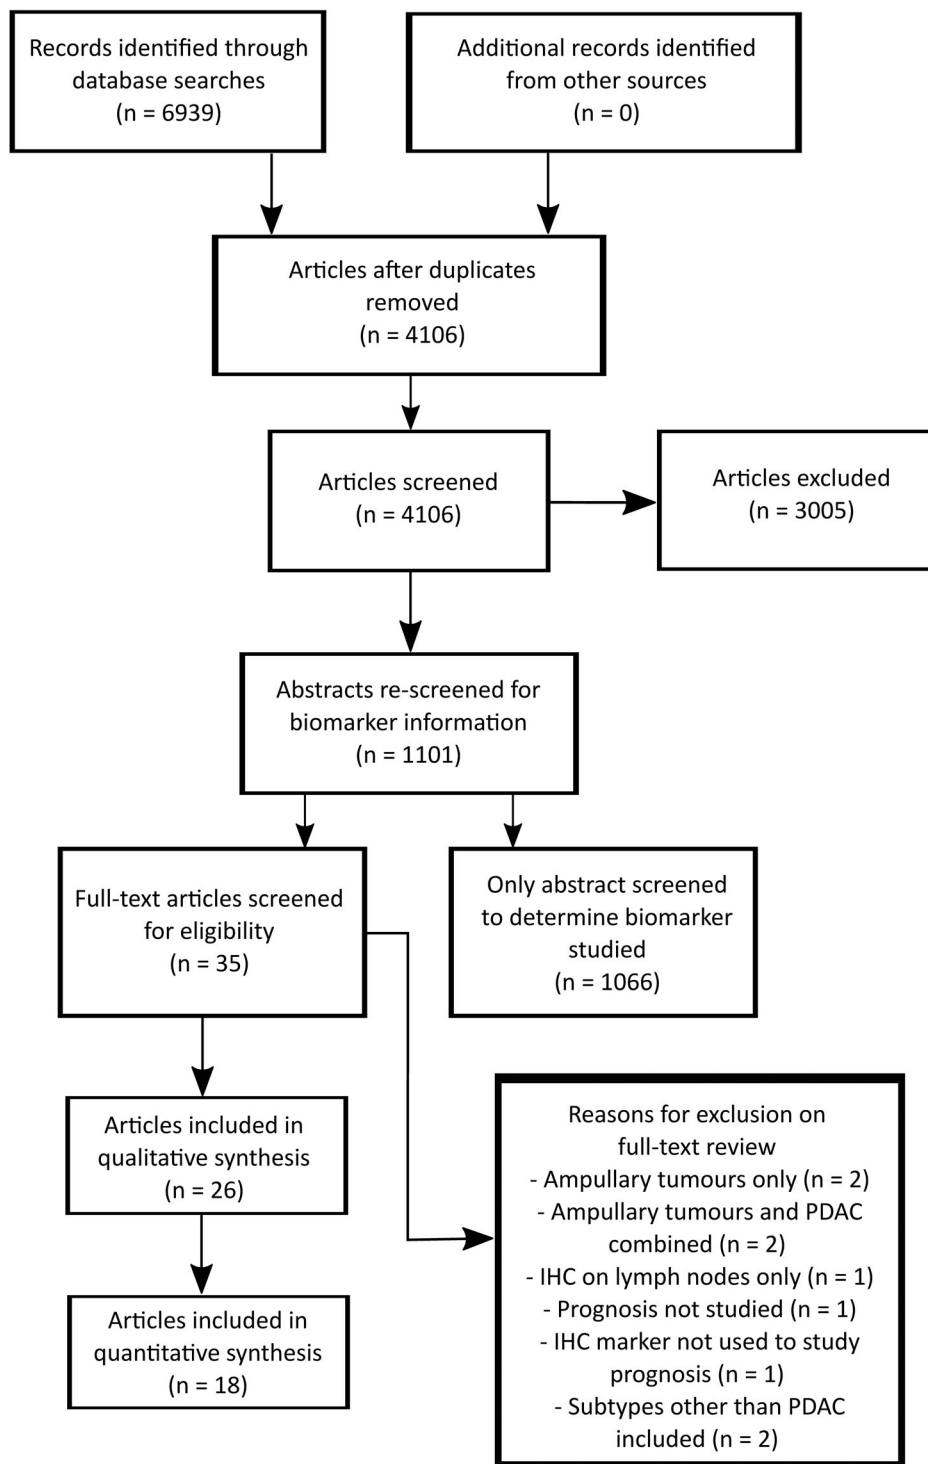 Records identified through
database searches
(n = 6939)
Additional records identified
from other sources
(n = 0)
Articles after duplicates
removed
(n = 4106)
Articles screened
(n = 4106)
Articles excluded
(n = 3005)
Abstracts re-screened for
biomarker information
(n = 1101)
Full-text articles screened
for eligibility
(n = 35)
Only abstract screened
to determine biomarker
studied
(n = 1066)
Articles included in
qualitative synthesis
(n = 26)
Reasons for exclusion on
full-text review
- Ampullary tumours only (n = 2)
- Ampullary tumours and PDAC
combined (n = 2)
- IHC on lymph nodes only (n = 1)
- Prognosis not studied (n = 1)
- IHC marker not used to study
prognosis (n = 1)
- Subtypes other than PDAC
included (n = 2)
Articles included in
quantitative synthesis
(n = 18)